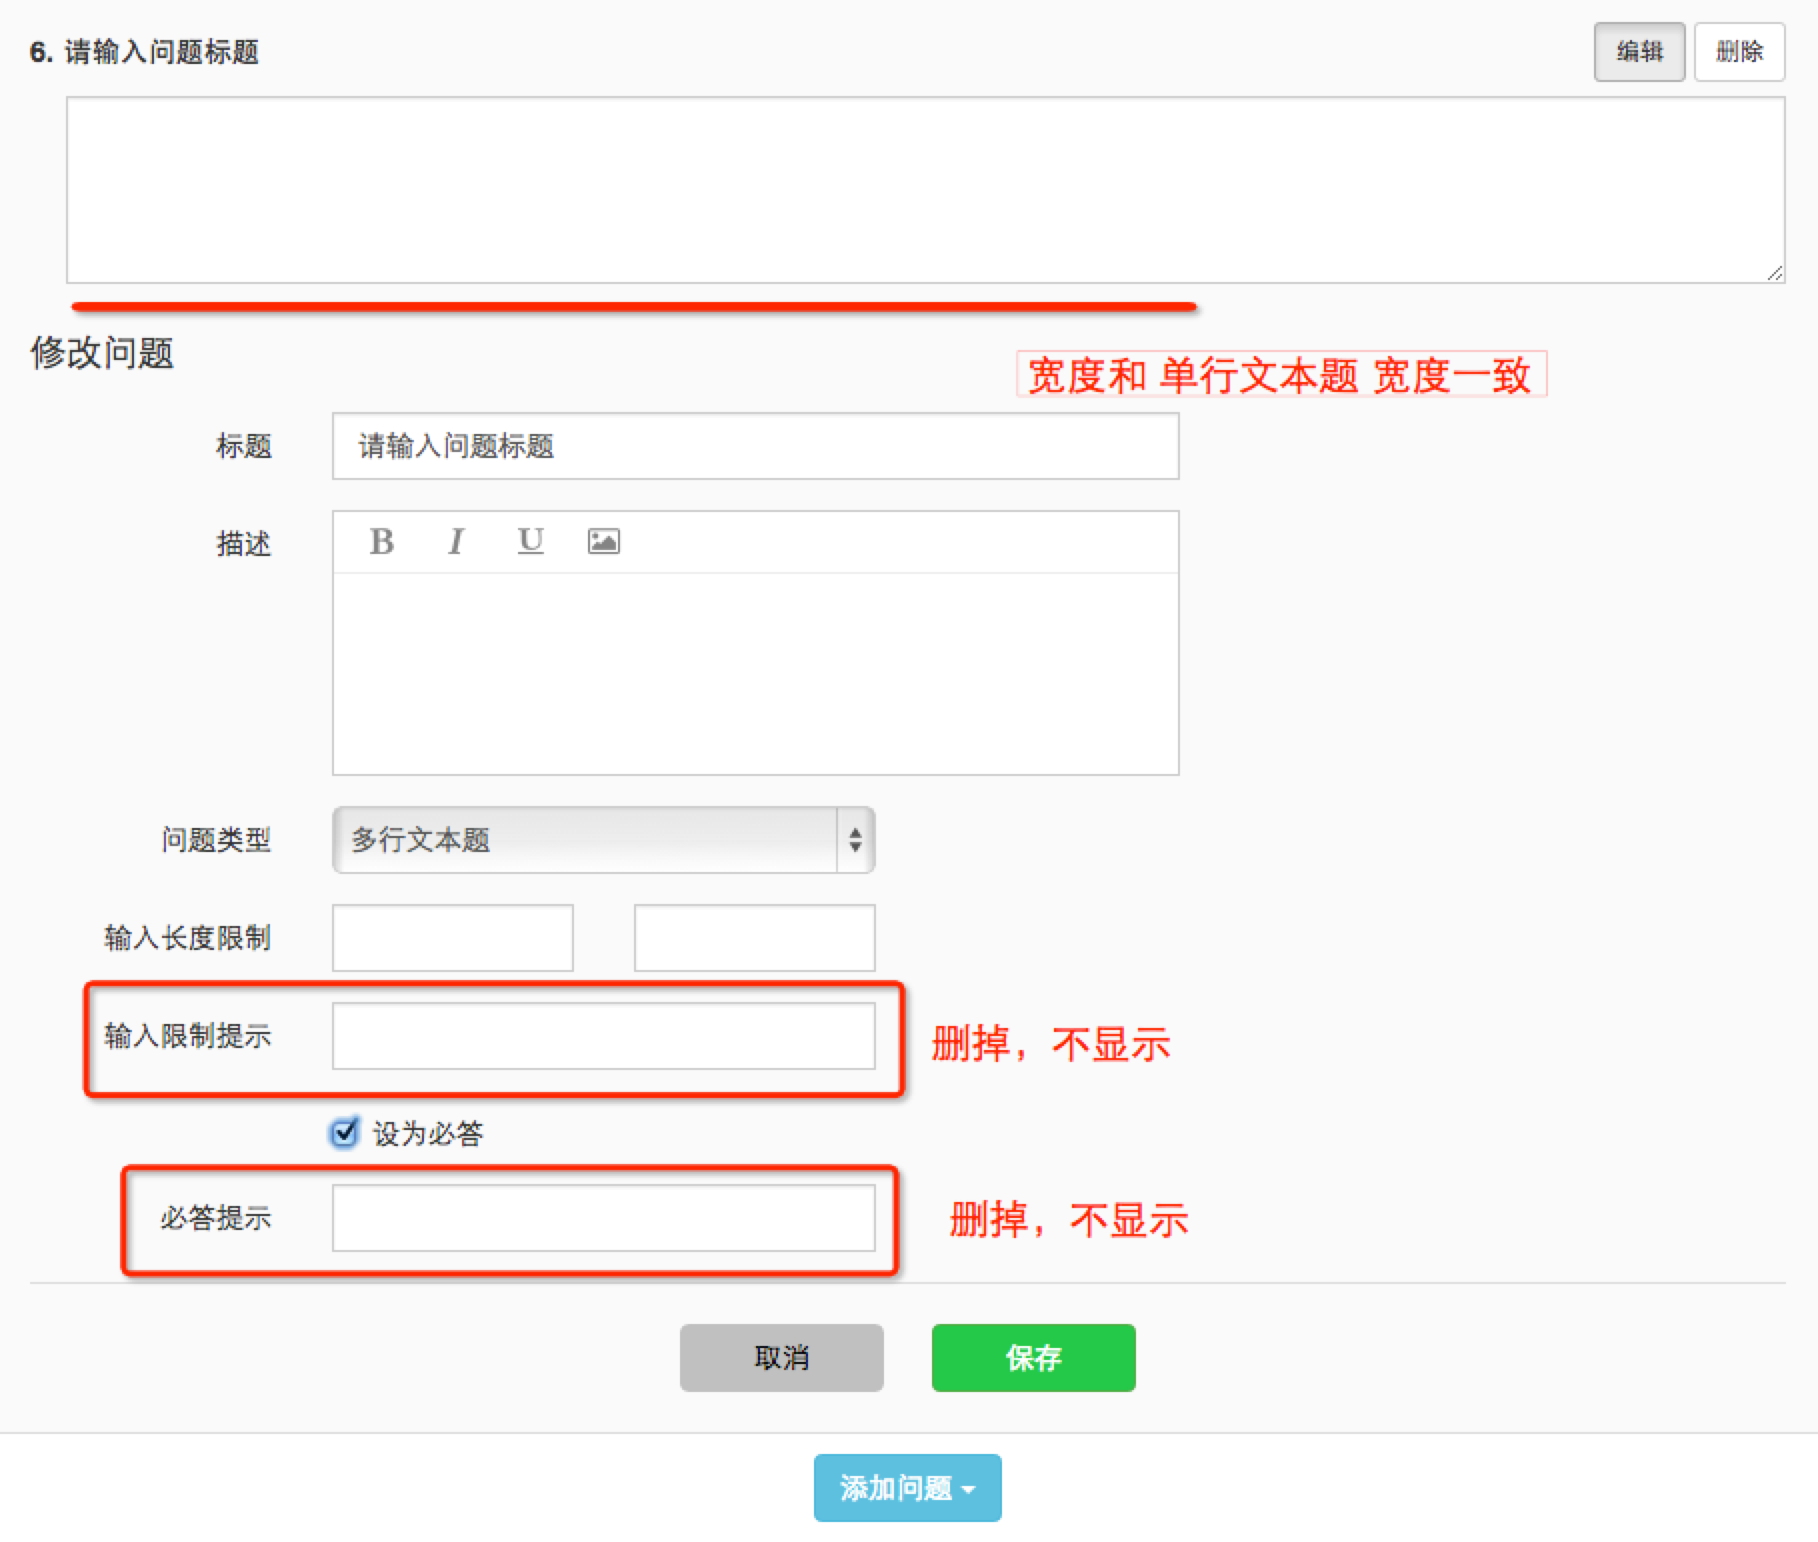 6. 请输入问题标题
编辑
删除
修改问题
宽度和 单行文本题 宽度一致
标题
请输入问题标题
描述
B I U
问题类型
多行文本题
输入长度限制
输入限制提示
删掉，不显示
设为必答
必答提示
删掉，不显示
取消
保存
添加问题